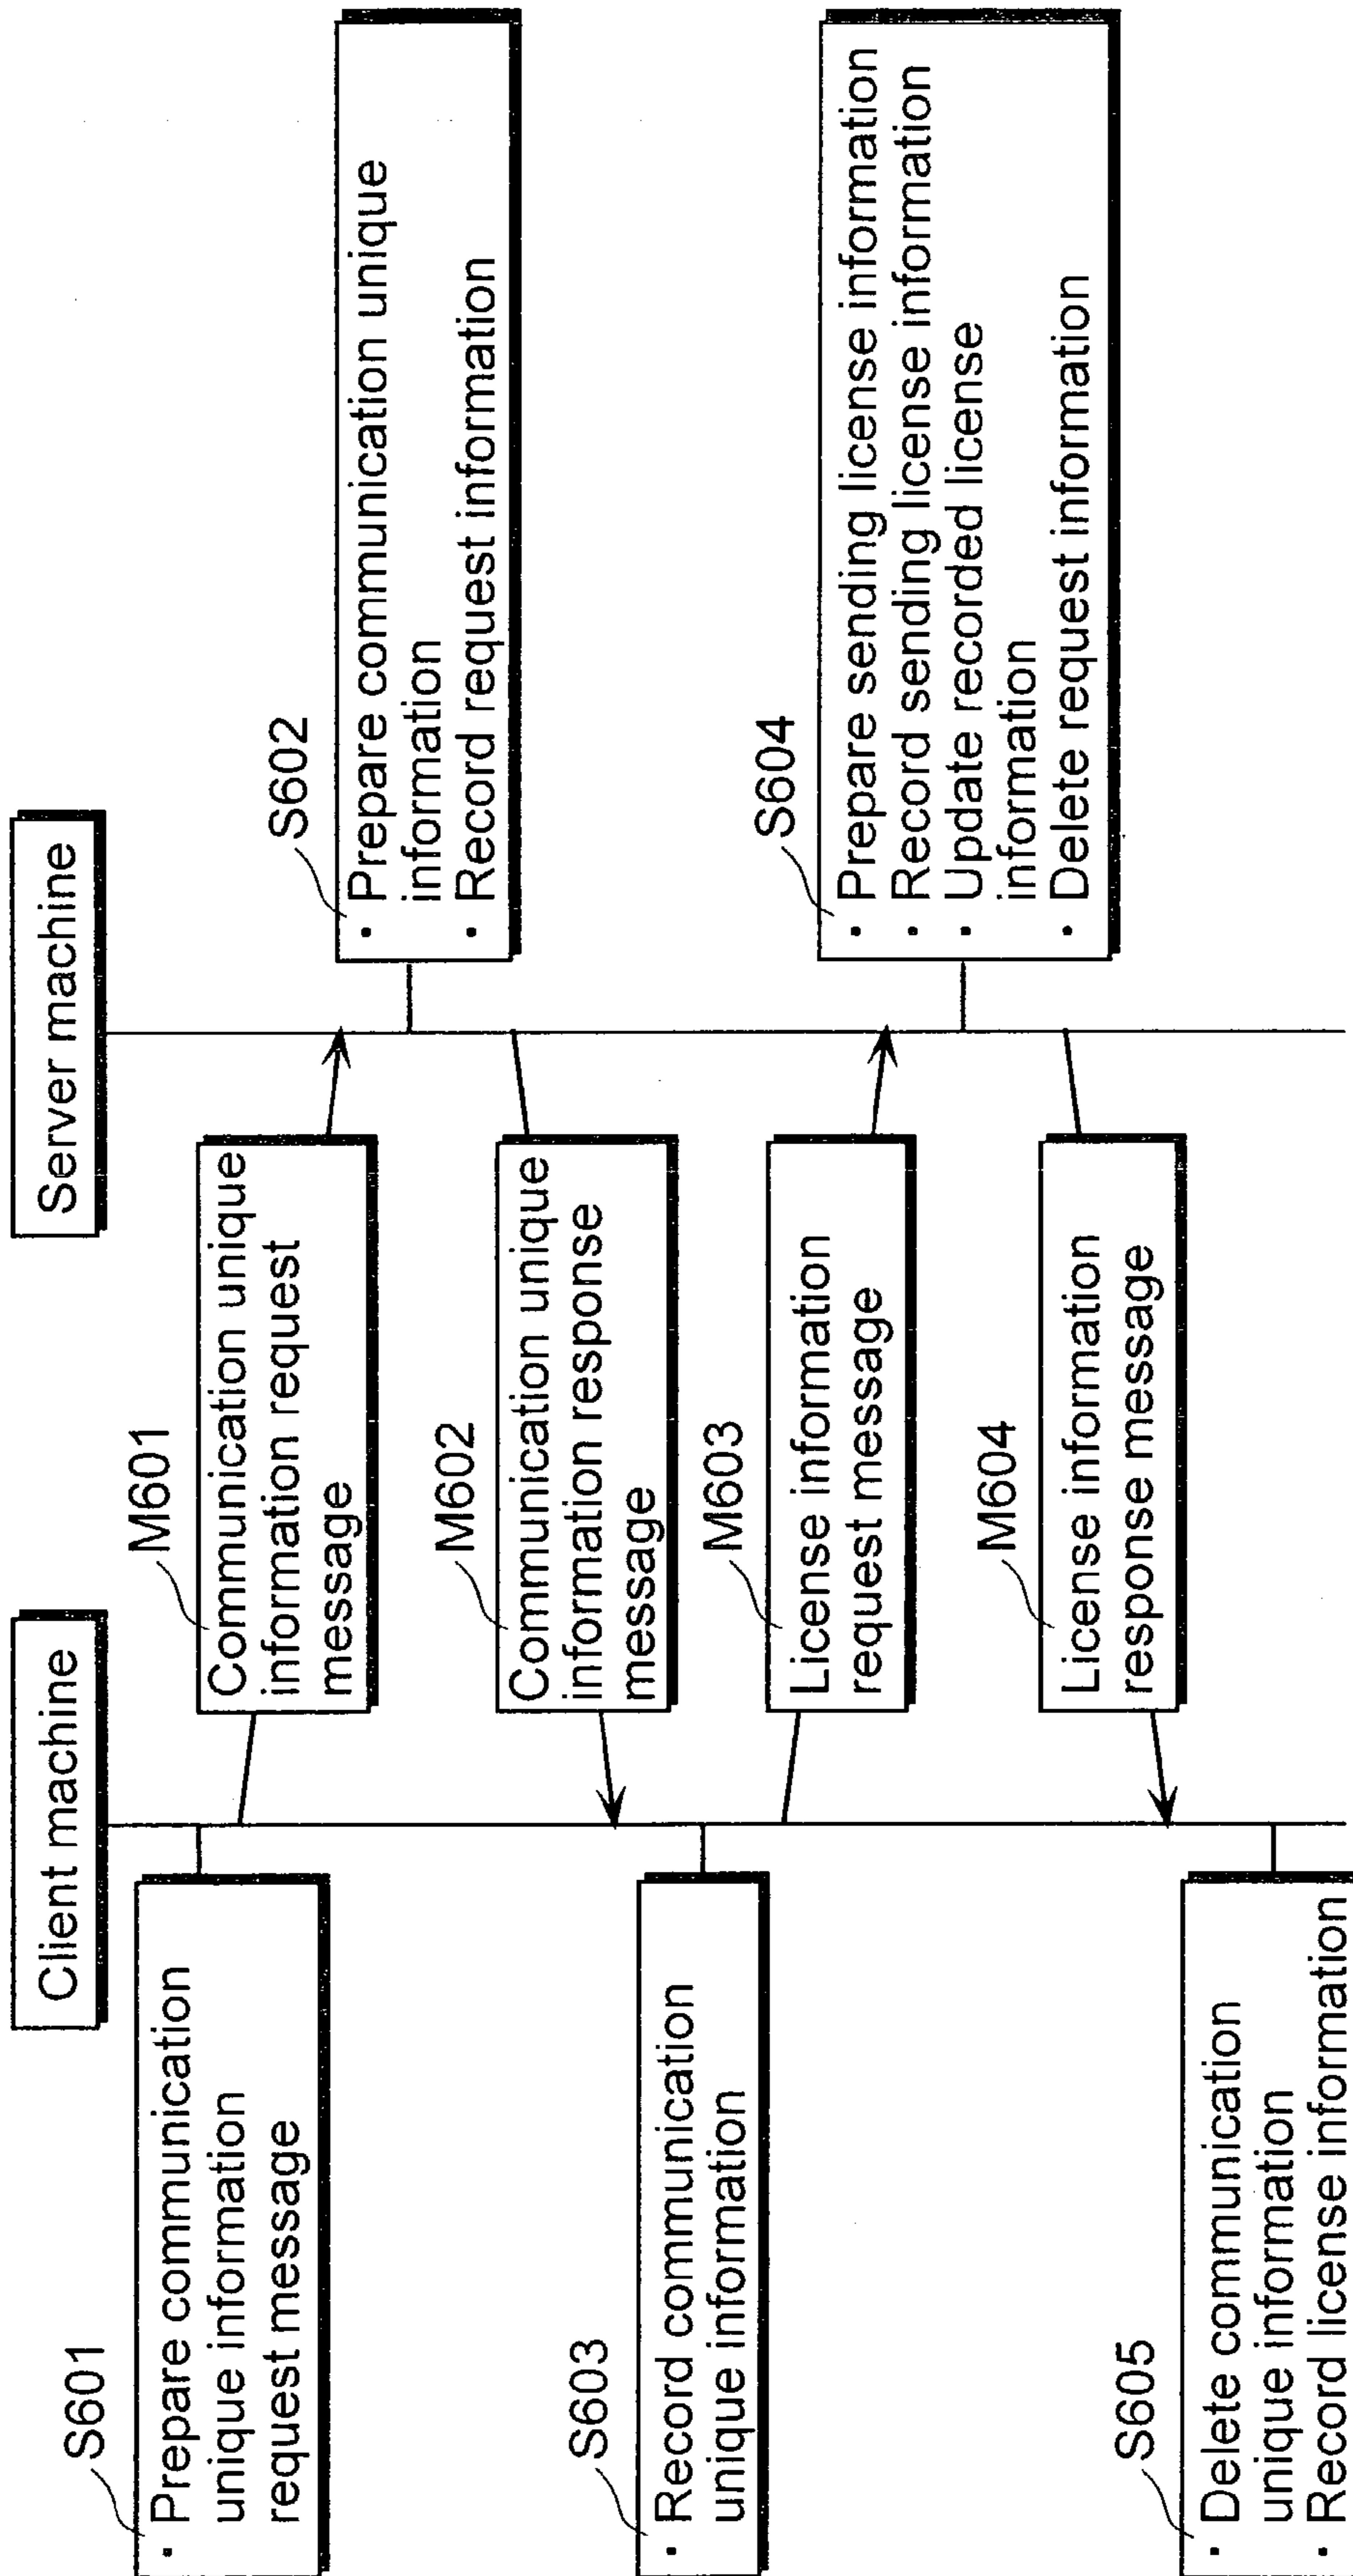 Client machine
Server machine
S601
· Prepare communication
unique information
request message
M601
Communication unique
information request
message
S602
· Prepare communication unique
information
· Record request information
M602
Communication unique
information response
message
S603
· Record communication
unique information
M603
License information
request message
S604
· Prepare sending license information
· Record sending license information
· Update recorded license
information
· Delete request information
M604
License information
response message
S605
· Delete communication
unique information
· Record license information